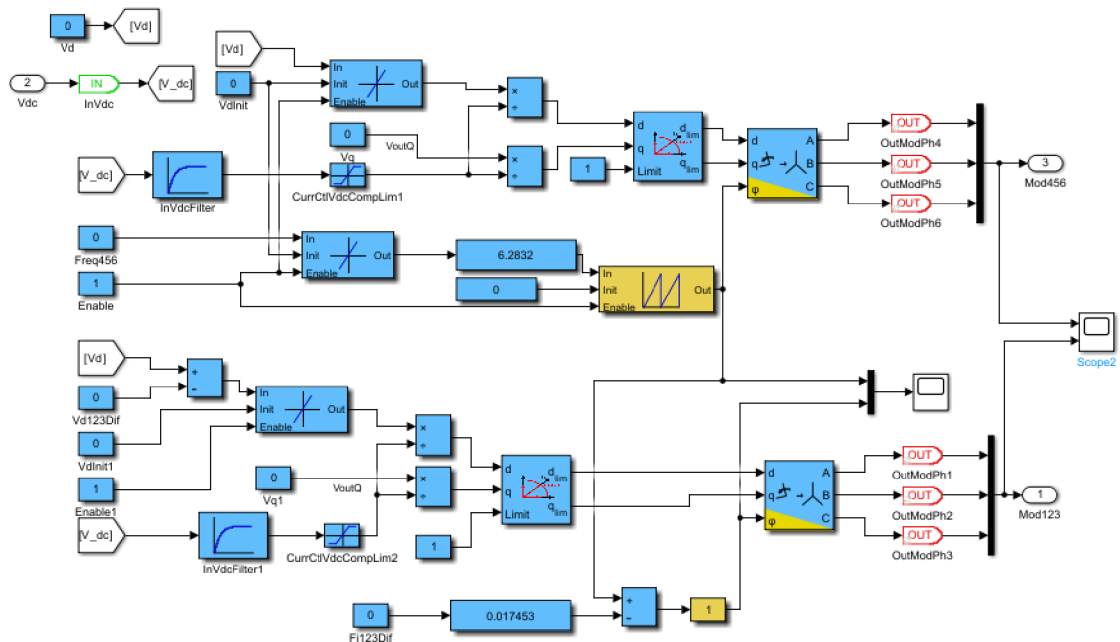 0
[Vd]
Vd
2
IN
[V_dc]
Vdc
InVdc
[Vd]
0
VdInit
In
Init
Enable
Out
×
÷
0
Vq
VoutQ
×
÷
[V_dc]
InVdcFilter
CurrCtlVdcCompLim1
d
q
Limit
d
lim
q
lim
1
d
q
φ
A
B
C
OUT
OutModPh4
OUT
OutModPh5
OUT
OutModPh6
3
Mod456
0
Freq456
1
Enable
In
Init
Enable
Out
6.2832
0
In
Init
Enable
Out
Scope2
[Vd]
0
Vd123Dif
+
−
0
VdInit1
1
Enable1
In
Init
Enable
Out
×
÷
0
Vq1
VoutQ
×
÷
[V_dc]
InVdcFilter1
CurrCtlVdcCompLim2
d
q
Limit
d
lim
q
lim
1
d
q
φ
A
B
C
OUT
OutModPh1
OUT
OutModPh2
OUT
OutModPh3
1
Mod123
0
Fi123Dif
0.017453
+
−
1